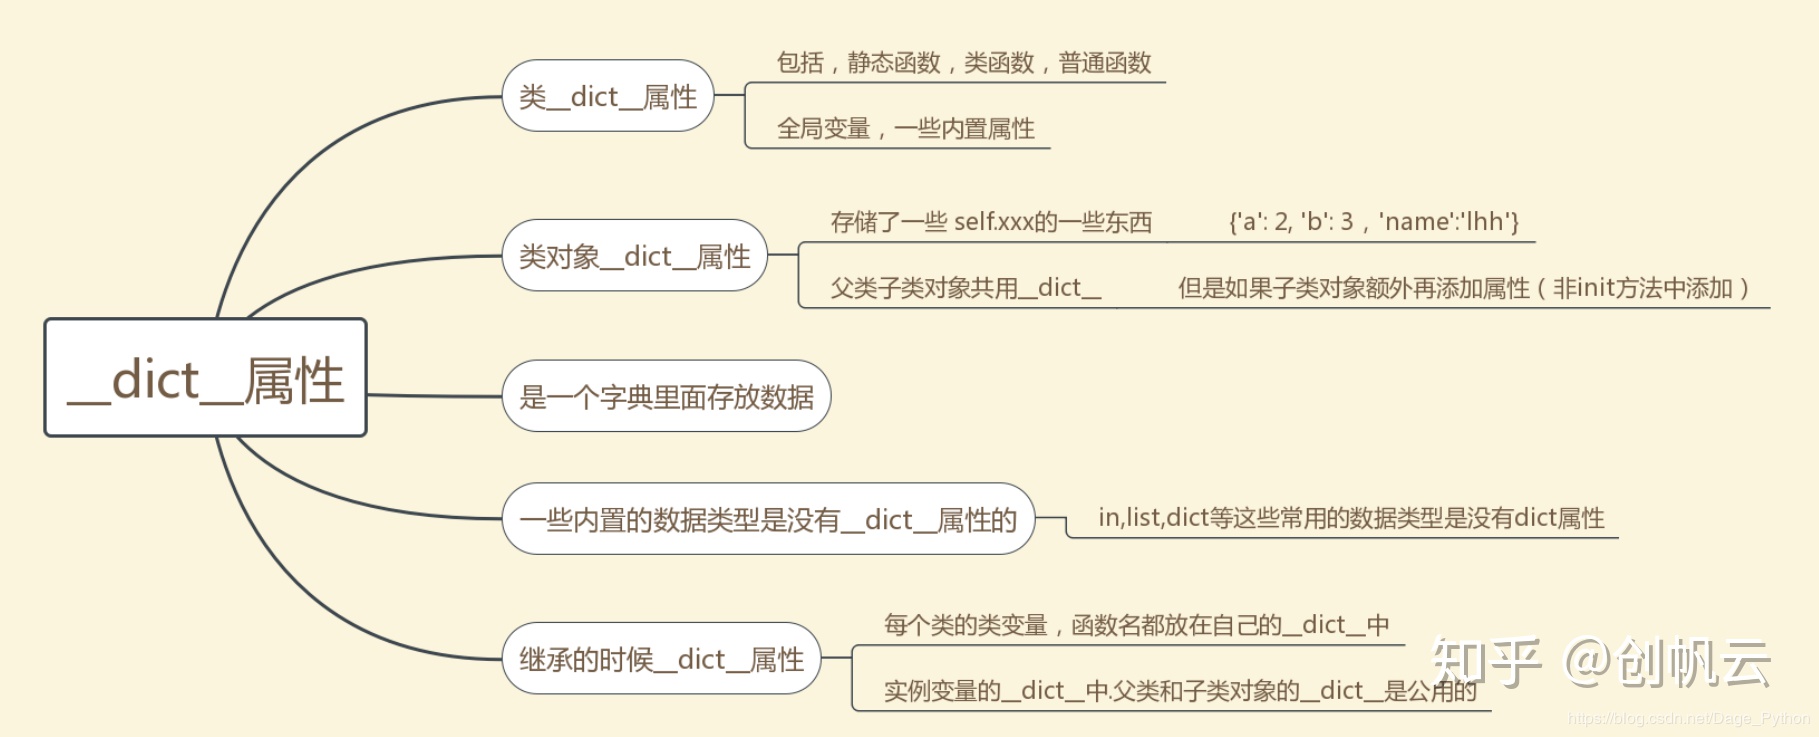 __dict__属性
类__dict__属性
包括，静态函数，类函数，普通函数
全局变量，一些内置属性
类对象__dict__属性
存储了一些 self.xxx的一些东西
{'a': 2, 'b': 3，'name':'lhh'}
父类子类对象共用__dict__
但是如果子类对象额外再添加属性（非init方法中添加）
是一个字典里面存放数据
一些内置的数据类型是没有__dict__属性的
in,list,dict等这些常用的数据类型是没有dict属性
继承的时候__dict__属性
每个类的类变量，函数名都放在自己的__dict__中
实例变量的__dict__中.父类和子类对象的__dict__是公用的
知乎 @创帆云
https://blog.csdn.net/Dage_Python